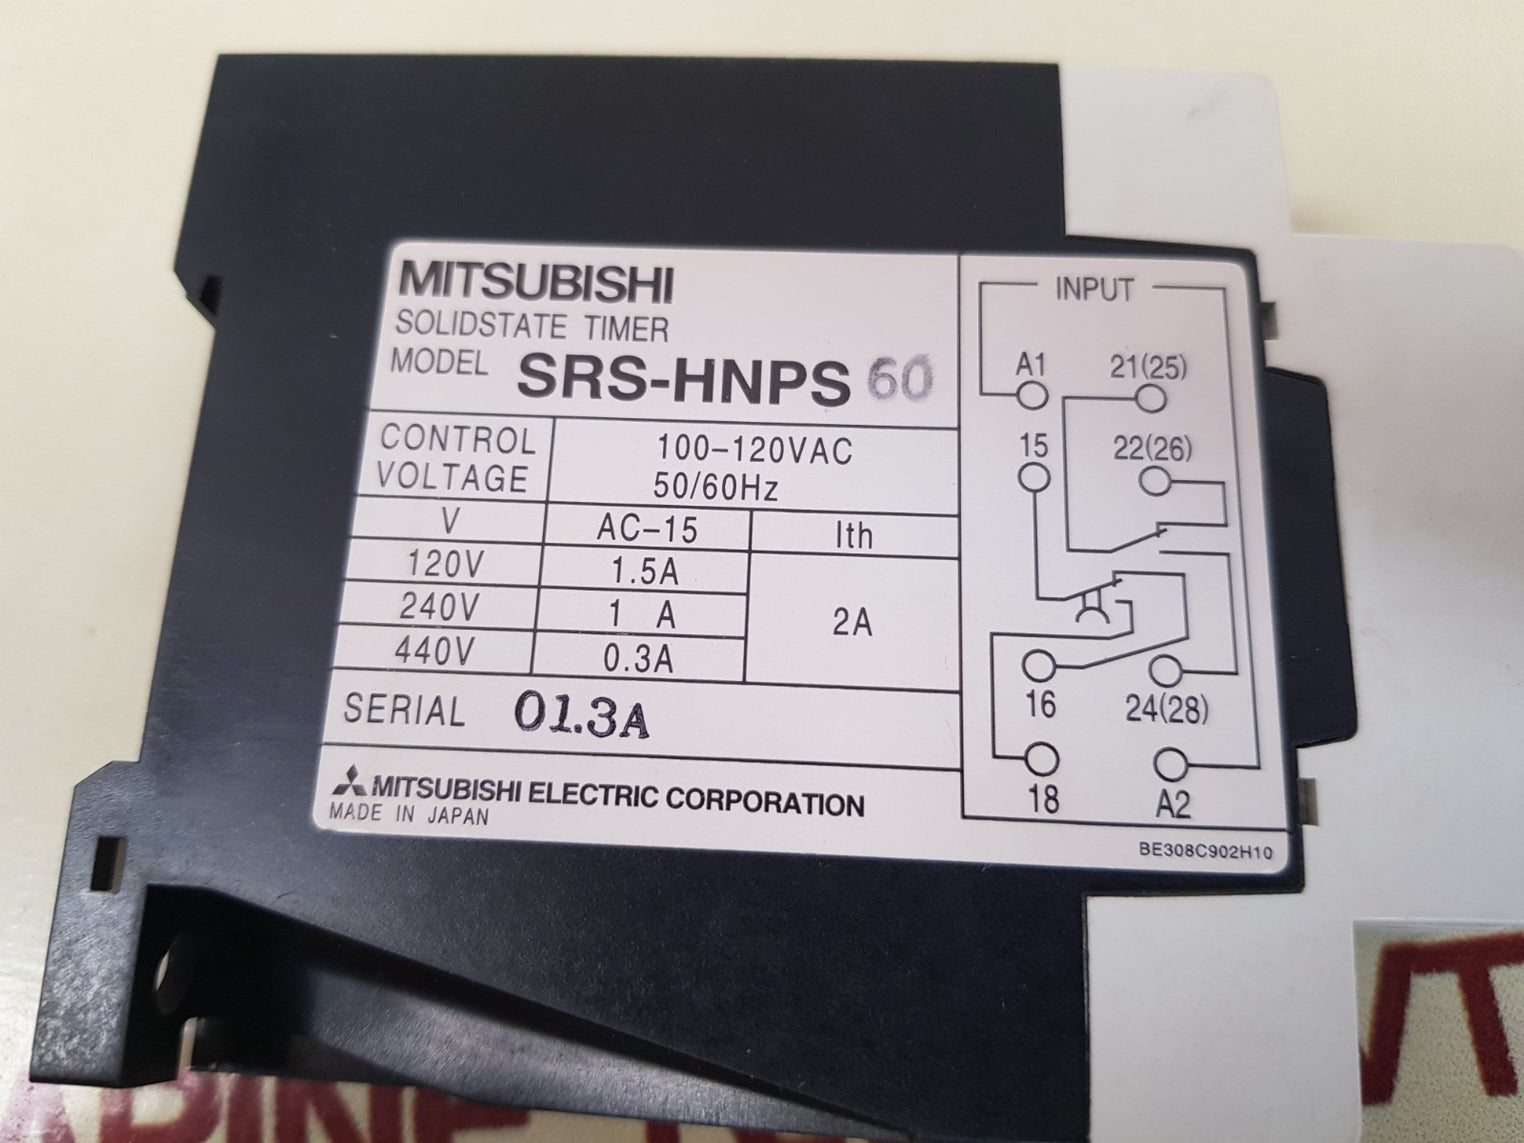 MITSUBISHI
SOLIDSTATE TIMER
MODEL SRS-HNPS 60
CONTROL VOLTAGE 100-120VAC 50/60Hz
V AC-15 Ith
120V 1.5A
240V 1 A 2A
440V 0.3A
SERIAL 01.3A
MITSUBISHI ELECTRIC CORPORATION
MADE IN JAPAN
INPUT
A1 21(25)
15 22(26)
16 24(28)
18 A2
BE308C902H10